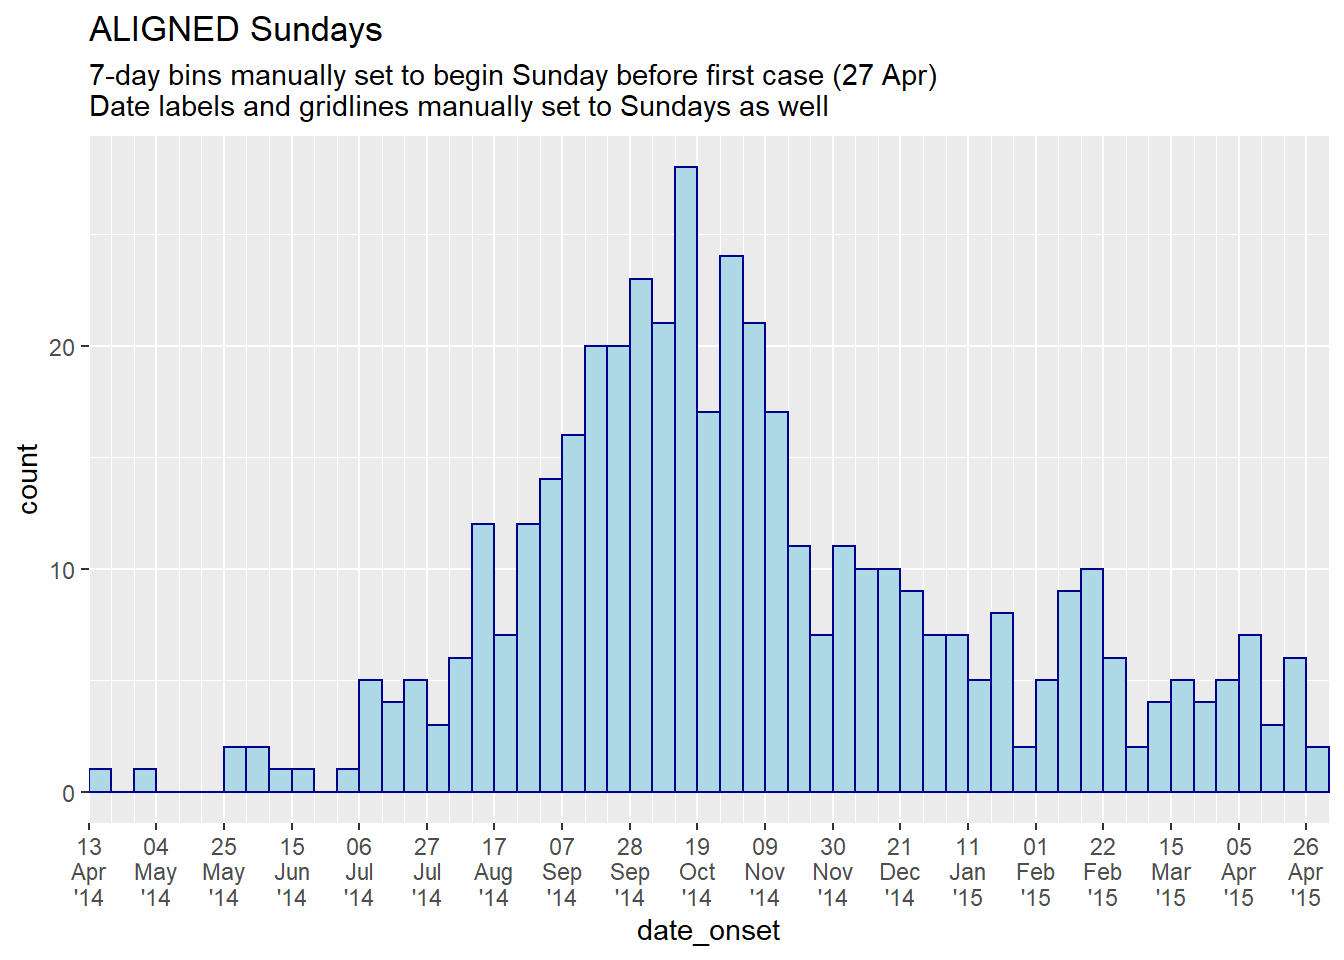 ALIGNED Sundays
7-day bins manually set to begin Sunday before first case (27 Apr)
Date labels and gridlines manually set to Sundays as well
count
20
10
0
13 04 25 15 06 27 17 07 28 19 09 30 21 11 01 22 15 05 26
Apr May May Jun Jul Jul Aug Sep Sep Oct Nov Nov Dec Jan Feb Feb Mar Apr Apr
'14 '14 '14 '14 '14 '14 '14 '14 '14 '14 '14 '14 '14 '15 '15 '15 '15 '15 '15
date_onset